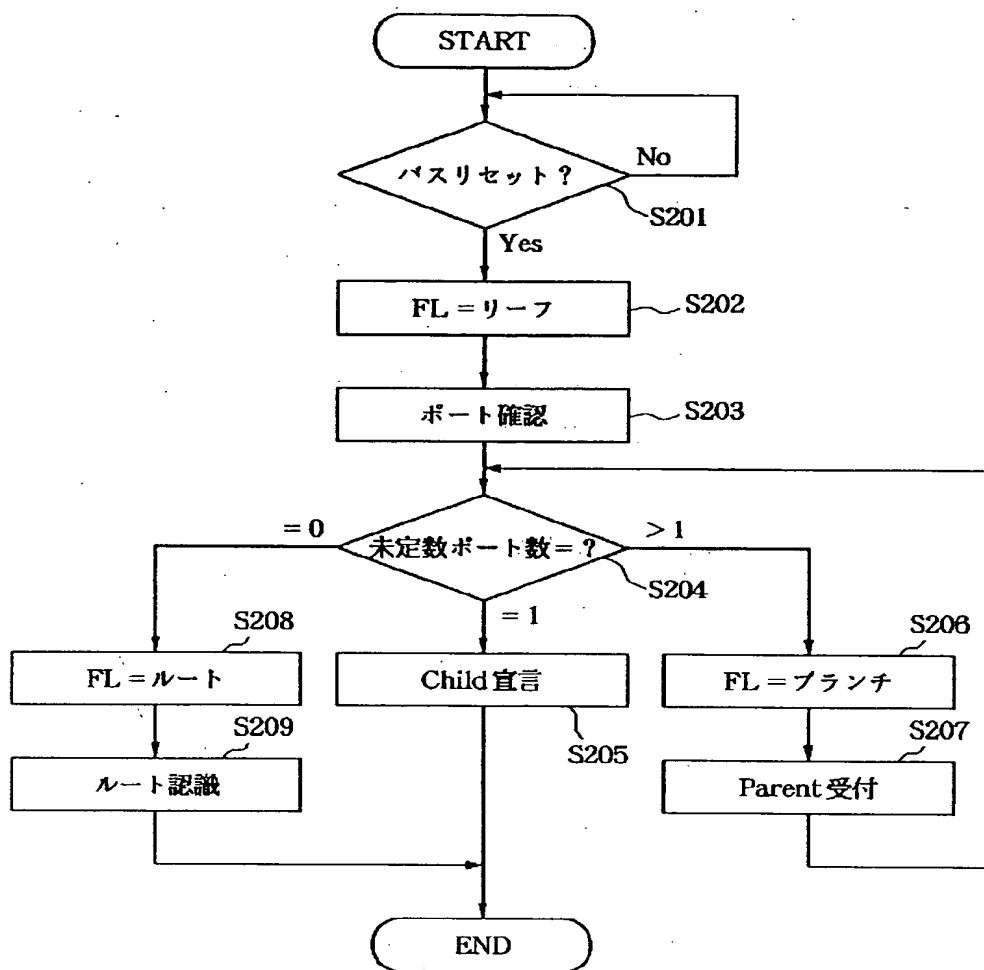 START
バスリセット?
No
S201
Yes
FL=リーフ
S202
ポート確認
S203
=0
未定数ポート数=?
>1
S204
=1
S208
FL=ルート
Child宣言
S205
S206
FL=ブランチ
S209
ルート認識
S207
Parent受付
END